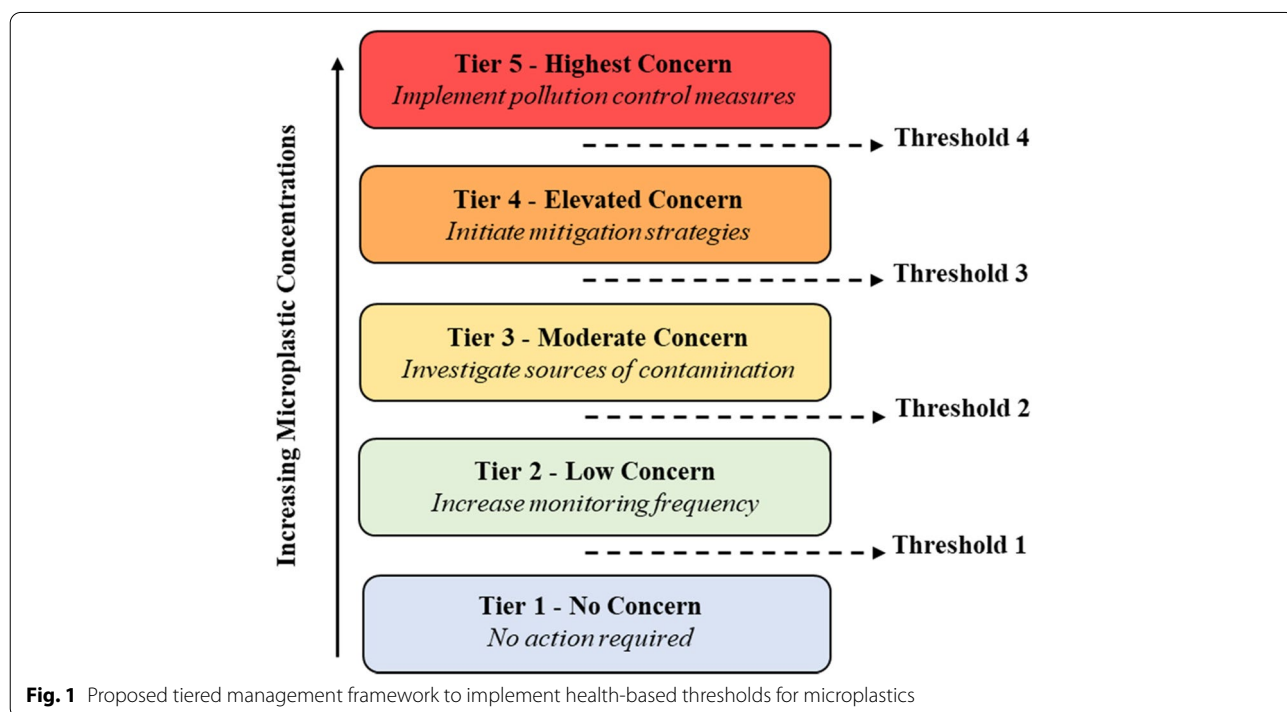 Tier 5 - Highest Concern
Implement pollution control measures
Threshold 4
Tier 4 - Elevated Concern
Initiate mitigation strategies
Threshold 3
Tier 3 - Moderate Concern
Investigate sources of contamination
Threshold 2
Tier 2 - Low Concern
Increase monitoring frequency
Threshold 1
Tier 1 - No Concern
No action required
Increasing Microplastic Concentrations
Fig. 1 Proposed tiered management framework to implement health-based thresholds for microplastics